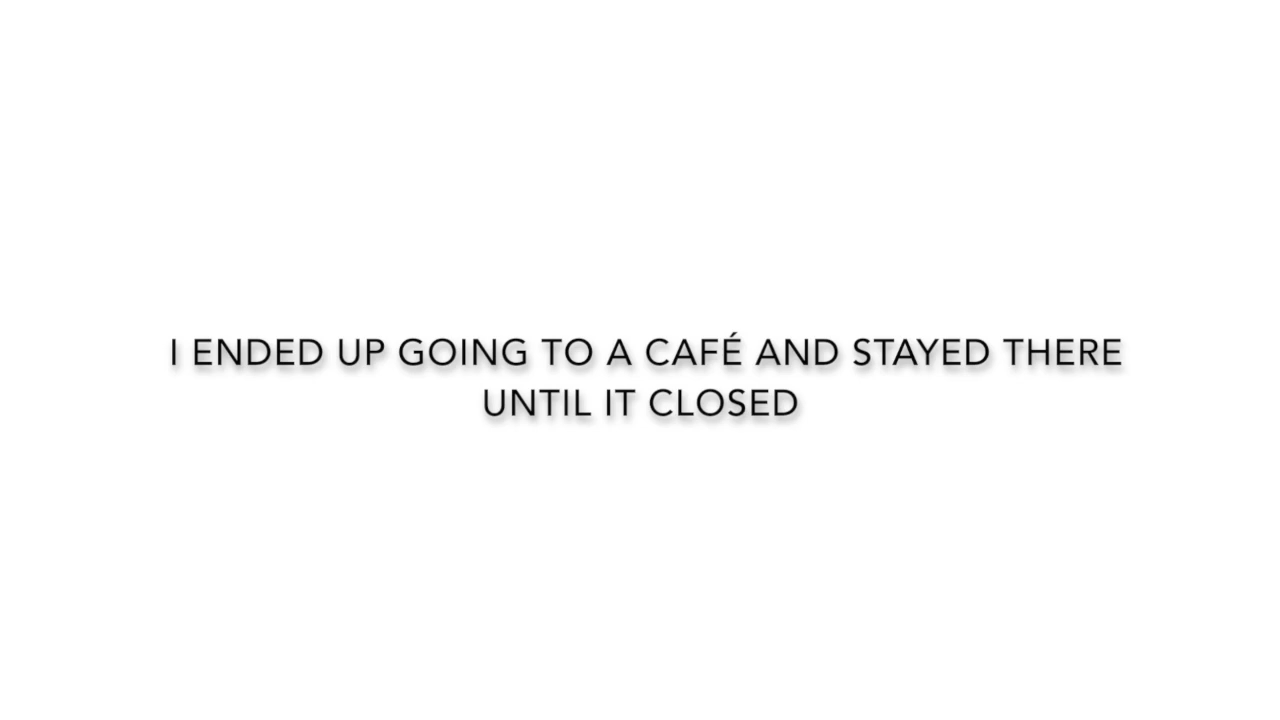 I ENDED UP GOING TO A CAFÉ AND STAYED THERE
UNTIL IT CLOSED